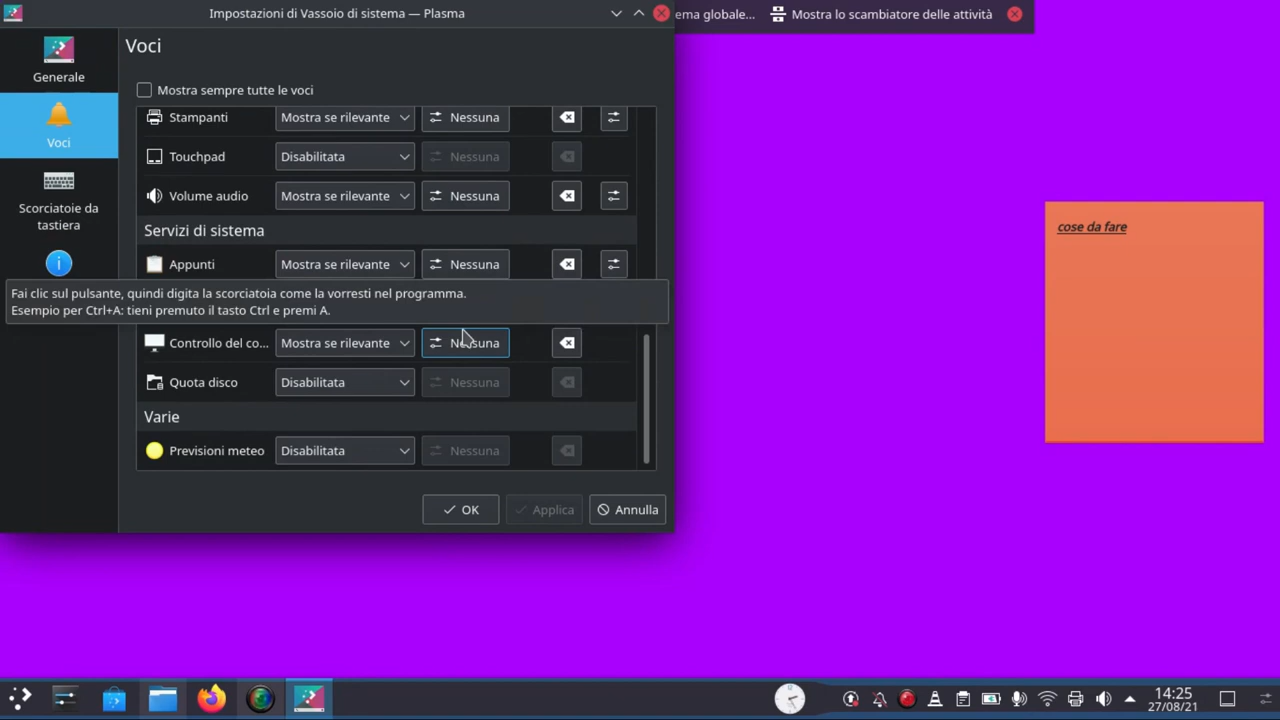 Impostazioni di Vassoio di sistema — Plasma
ema globale...
Mostra lo scambiatore delle attività
Generale
Voci
Scorciatoie da
tastiera
Voci
Mostra sempre tutte le voci
Stampanti Mostra se rilevante Nessuna
Touchpad Disabilitata Nessuna
Volume audio Mostra se rilevante Nessuna
Servizi di sistema
Appunti Mostra se rilevante Nessuna
Fai clic sul pulsante, quindi digita la scorciatoia come la vorresti nel programma.
Esempio per Ctrl+A: tieni premuto il tasto Ctrl e premi A.
Controllo del co... Mostra se rilevante Nessuna
Quota disco Disabilitata Nessuna
Varie
Previsioni meteo Disabilitata Nessuna
OK Applica Annulla
cose da fare
14:25
27/08/21